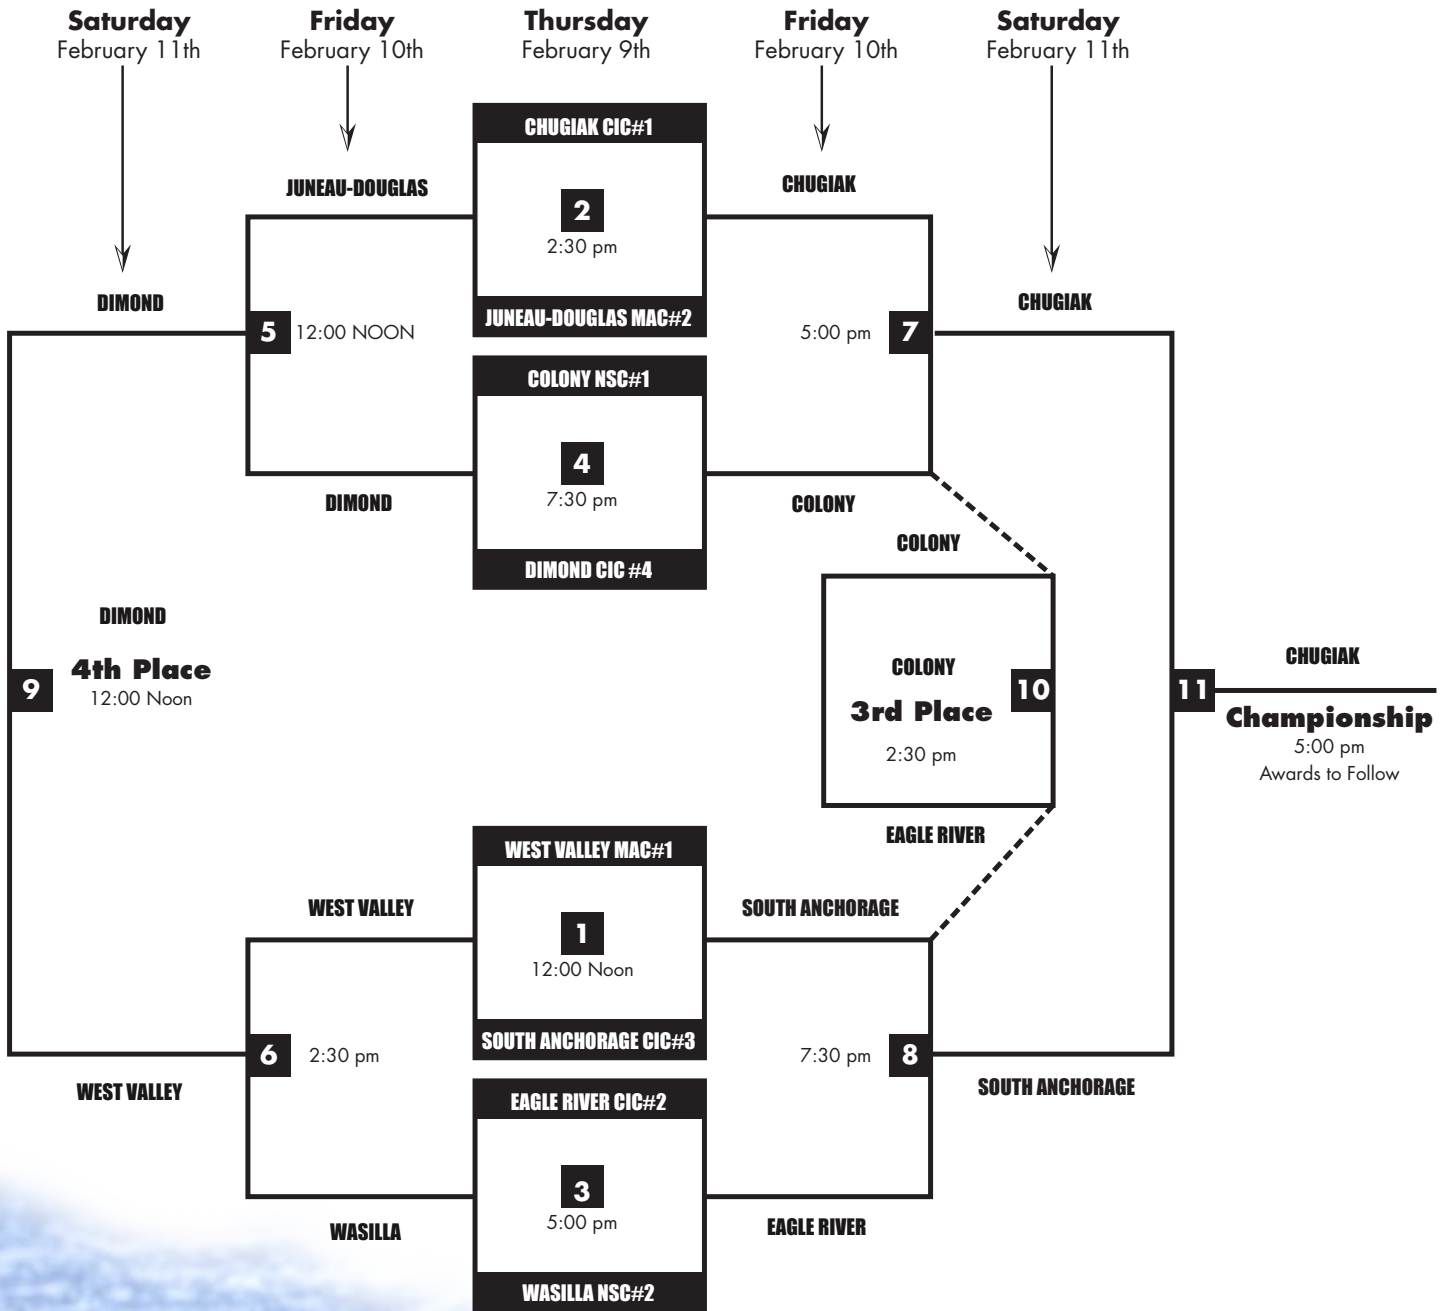 Saturday
February 11th
Friday
February 10th
Thursday
February 9th
Friday
February 10th
Saturday
February 11th
CHUGIAK CIC#1
JUNEAU-DOUGLAS
CHUGIAK
2
2:30 pm
DIMOND
CHUGIAK
JUNEAU-DOUGLAS MAC#2
5
12:00 NOON
5:00 pm
7
COLONY NSC#1
4
7:30 pm
DIMOND
COLONY
COLONY
DIMOND CIC #4
DIMOND
4th Place
12:00 Noon
9
COLONY
3rd Place
2:30 pm
10
11
CHUGIAK
Championship
5:00 pm
Awards to Follow
EAGLE RIVER
WEST VALLEY MAC#1
WEST VALLEY
SOUTH ANCHORAGE
1
12:00 Noon
SOUTH ANCHORAGE CIC#3
6
2:30 pm
7:30 pm
8
WEST VALLEY
SOUTH ANCHORAGE
EAGLE RIVER CIC#2
3
5:00 pm
WASILLA
EAGLE RIVER
WASILLA NSC#2